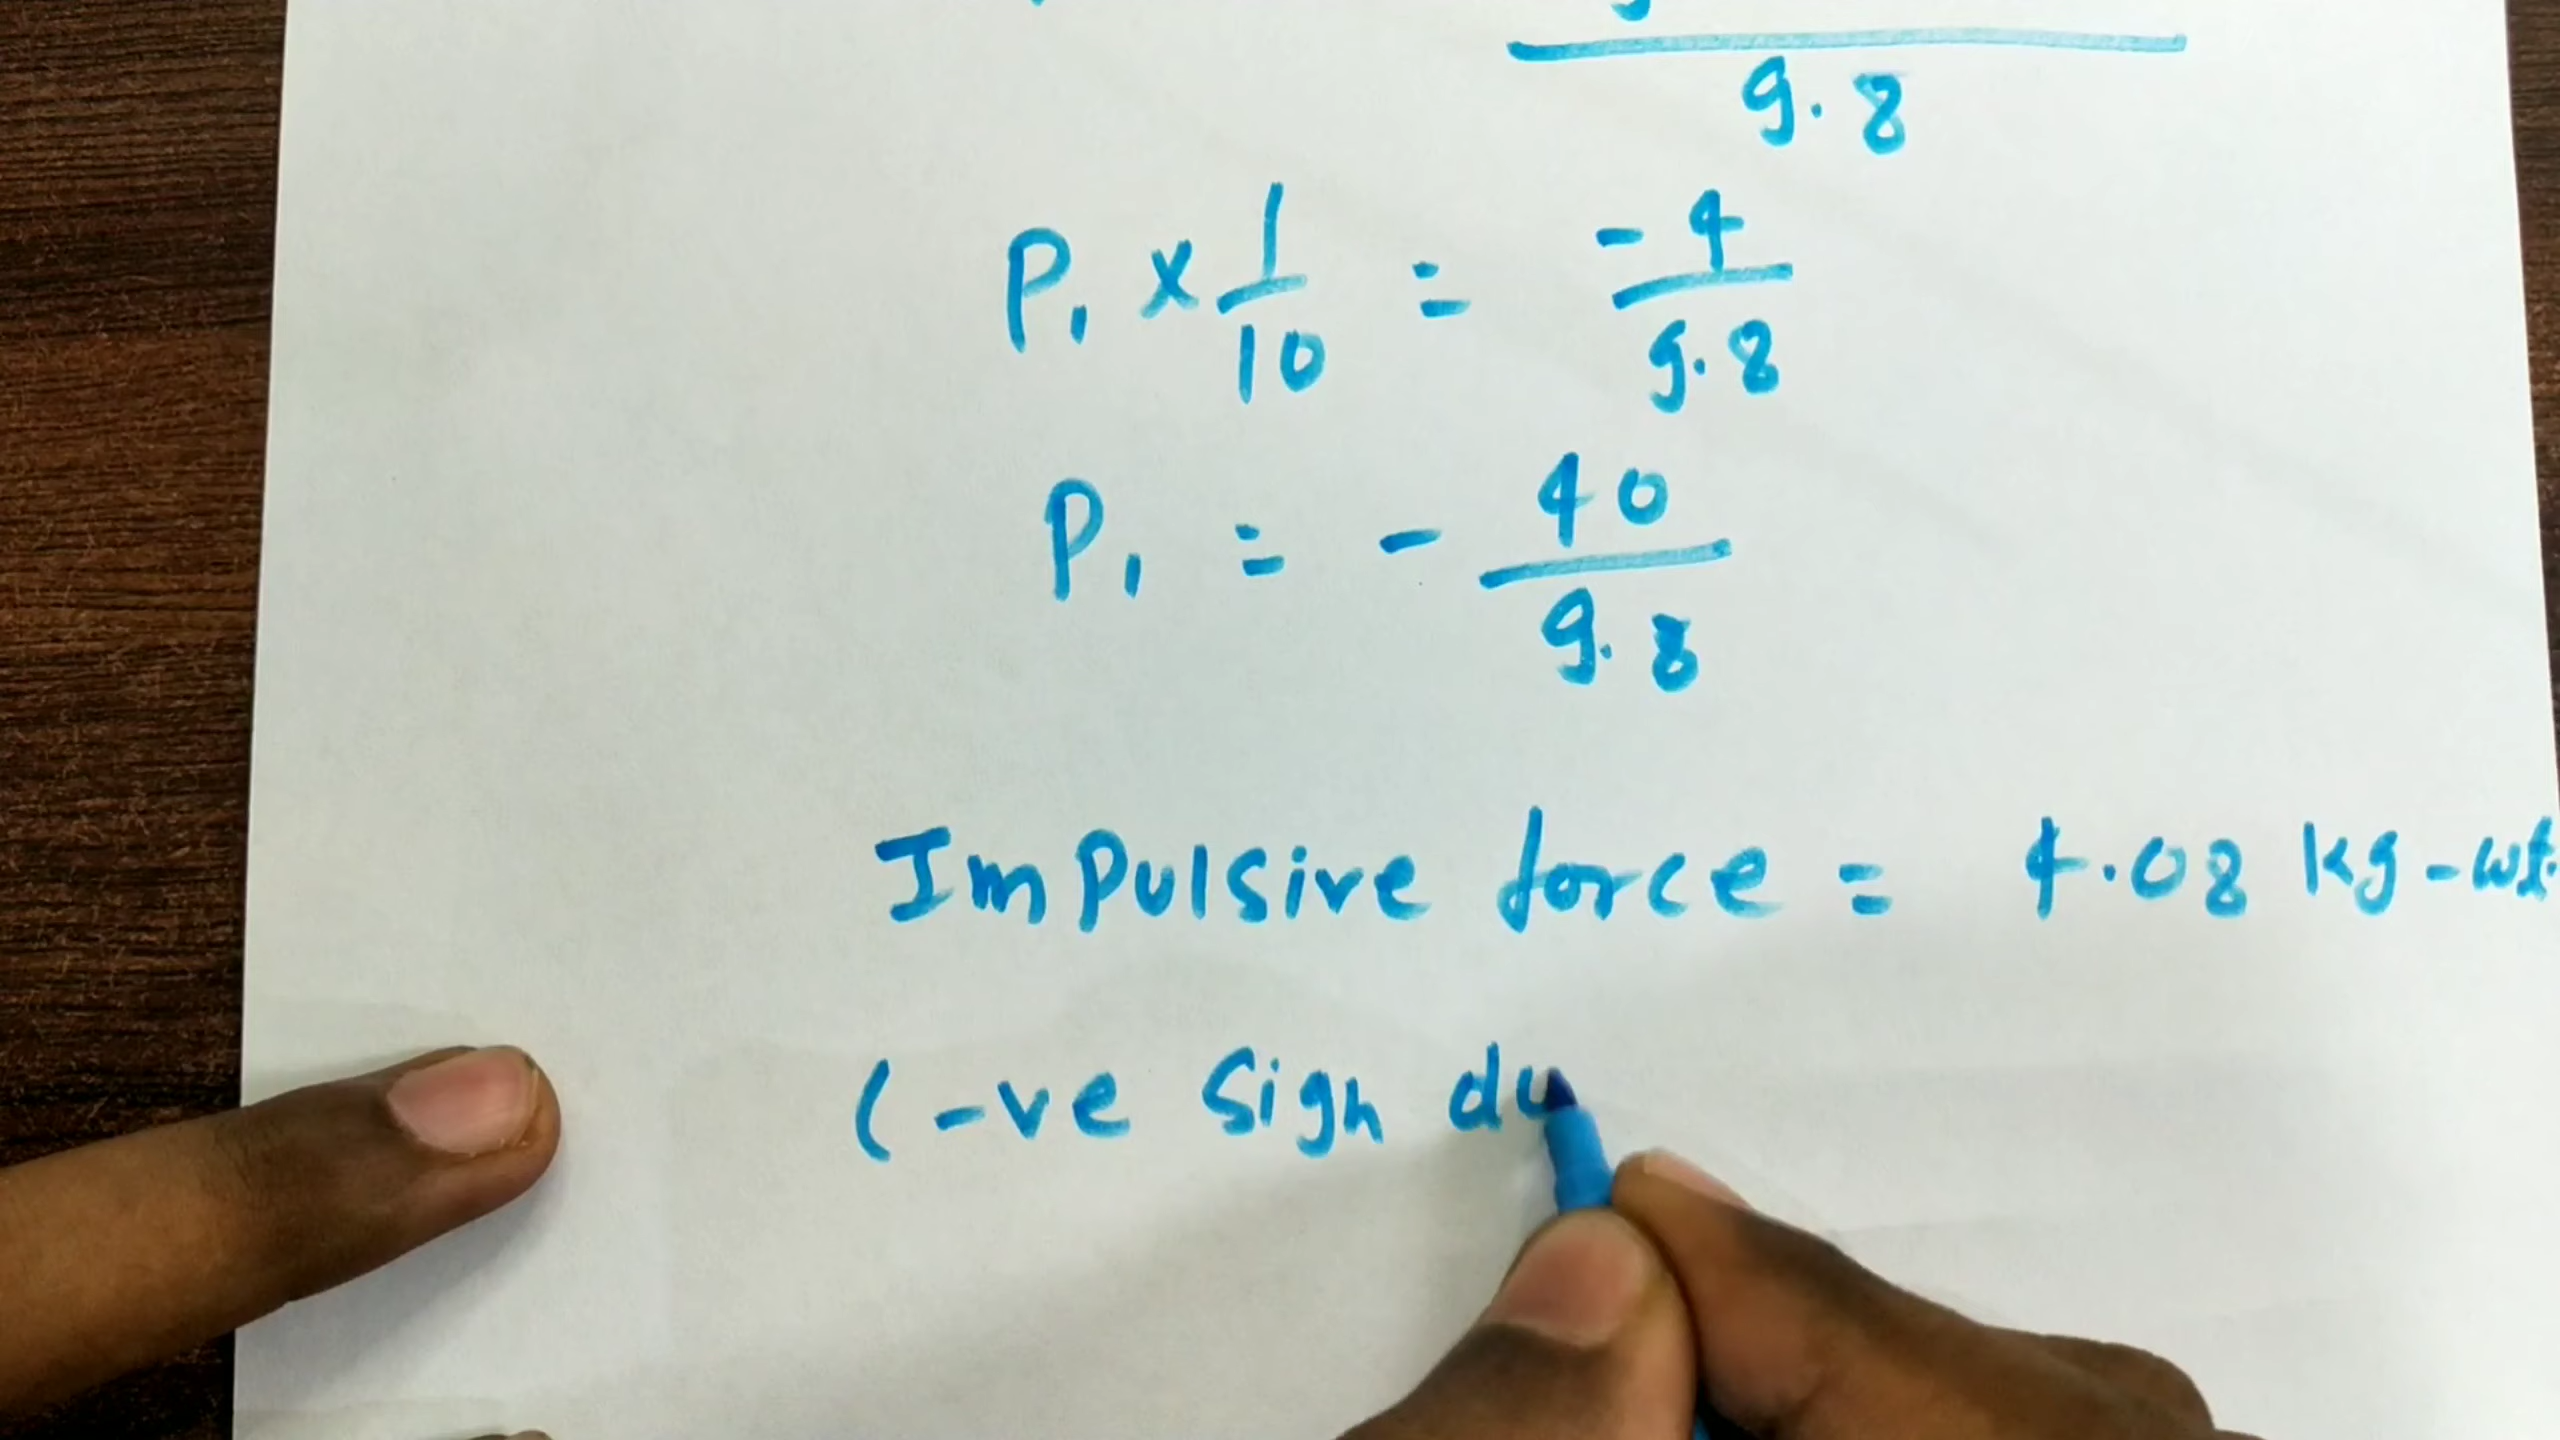 9.8
P₁ × 1/10 = -4/9.8
P₁ = - 40/9.8
Impulsive force = 4.08 kg-wt.
(-ve Sign du